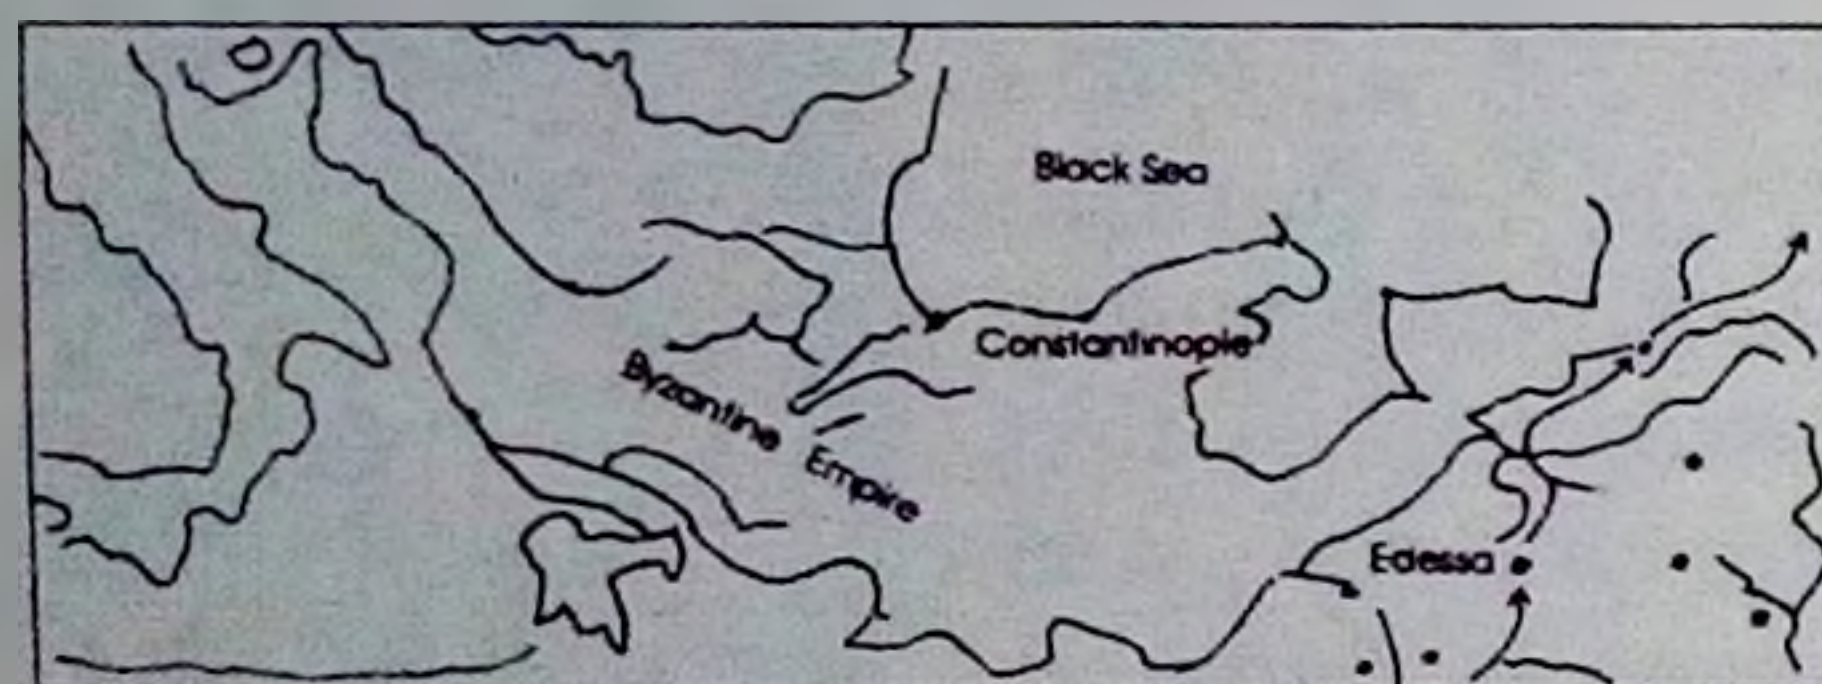 Black Sea
Constantinople
Byzantine
Empire
Edessa